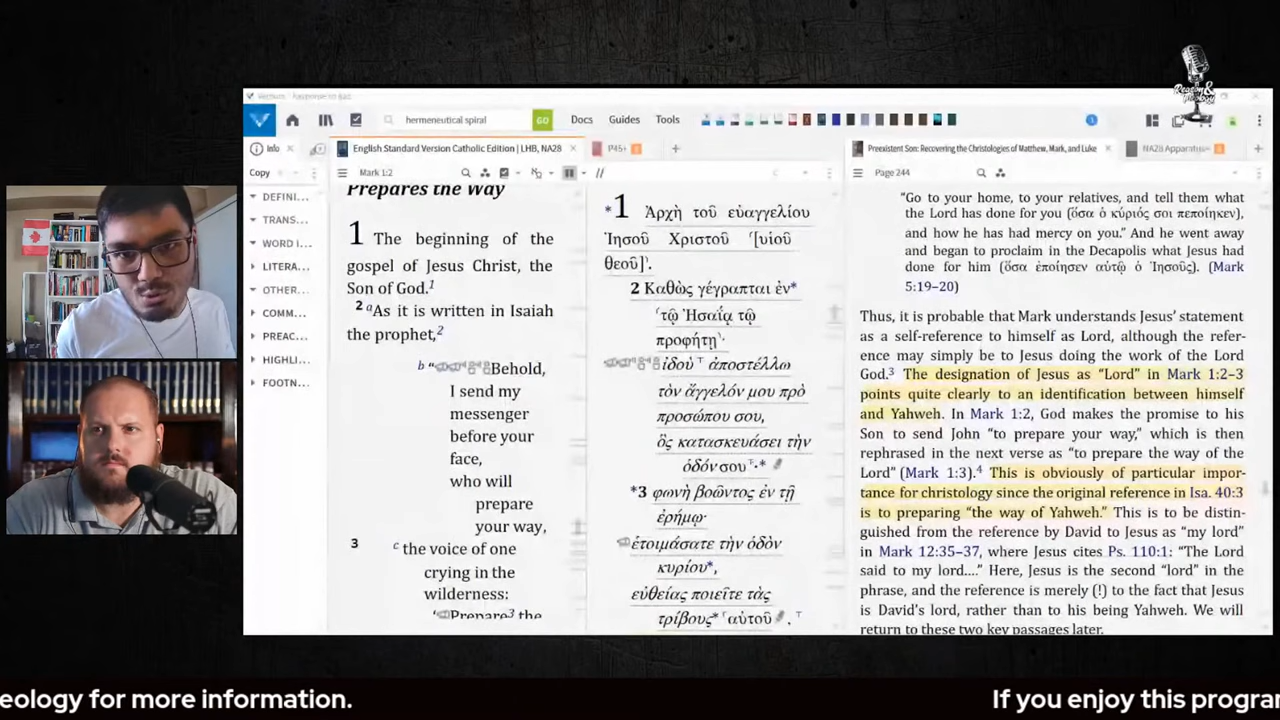 Reason &
Theology
hermeneutical spiral
GO
Docs Guides Tools
Info
English Standard Version Catholic Edition | LHB, NA28
P45+
Preexistent Son: Recovering the Christologies of Matthew, Mark, and Luke
NA28 Apparatus
Copy
Mark 1:2
Page 244
DEFINI...
TRANS...
WORD I...
LITERA...
OTHER...
COMM...
PREAC...
HIGHLI...
FOOTN...
Prepares the Way
1 The beginning of the
gospel of Jesus Christ, the
Son of God.1
2 aAs it is written in Isaiah
the prophet,2
b “Behold,
I send my
messenger
before your
face,
who will
prepare
your way,
3 c the voice of one
crying in the
wilderness:
‘Prepare3 the
*1 Ἀρχὴ τοῦ εὐαγγελίου
Ἰησοῦ Χριστοῦ ⸂[υἱοῦ
θεοῦ]⸃.
2 Καθὼς γέγραπται ἐν*
⸂τῷ Ἠσαΐᾳ τῷ
προφήτῃ⸃·
ἰδοὺ ⸆ ἀποστέλλω
τὸν ἄγγελόν μου πρὸ
προσώπου σου,
ὃς κατασκευάσει τὴν
ὁδόν σου⸆·*
*3 φωνὴ βοῶντος ἐν τῇ
ἐρήμῳ·
ἑτοιμάσατε τὴν ὁδὸν
κυρίου*,
εὐθείας ποιεῖτε τὰς
τρίβους* ⸀αὐτοῦ, ⸆
“Go to your home, to your relatives, and tell them what
the Lord has done for you (ὅσα ὁ κύριός σοι πεποίηκεν),
and how he has had mercy on you.” And he went away
and began to proclaim in the Decapolis what Jesus had
done for him (ὅσα ἐποίησεν αὐτῷ ὁ Ἰησοῦς). (Mark
5:19–20)
Thus, it is probable that Mark understands Jesus’ statement
as a self-reference to himself as Lord, although the refer-
ence may simply be to Jesus doing the work of the Lord
God.3 The designation of Jesus as “Lord” in Mark 1:2–3
points quite clearly to an identification between himself
and Yahweh. In Mark 1:2, God makes the promise to his
Son to send John “to prepare your way,” which is then
rephrased in the next verse as “to prepare the way of the
Lord” (Mark 1:3).4 This is obviously of particular impor-
tance for christology since the original reference in Isa. 40:3
is to preparing “the way of Yahweh.” This is to be distin-
guished from the reference by David to Jesus as “my lord”
in Mark 12:35–37, where Jesus cites Ps. 110:1: “The Lord
said to my lord....” Here, Jesus is the second “lord” in the
phrase, and the reference is merely (!) to the fact that Jesus
is David’s lord, rather than to his being Yahweh. We will
return to these two key passages later.
eology for more information.
If you enjoy this progra